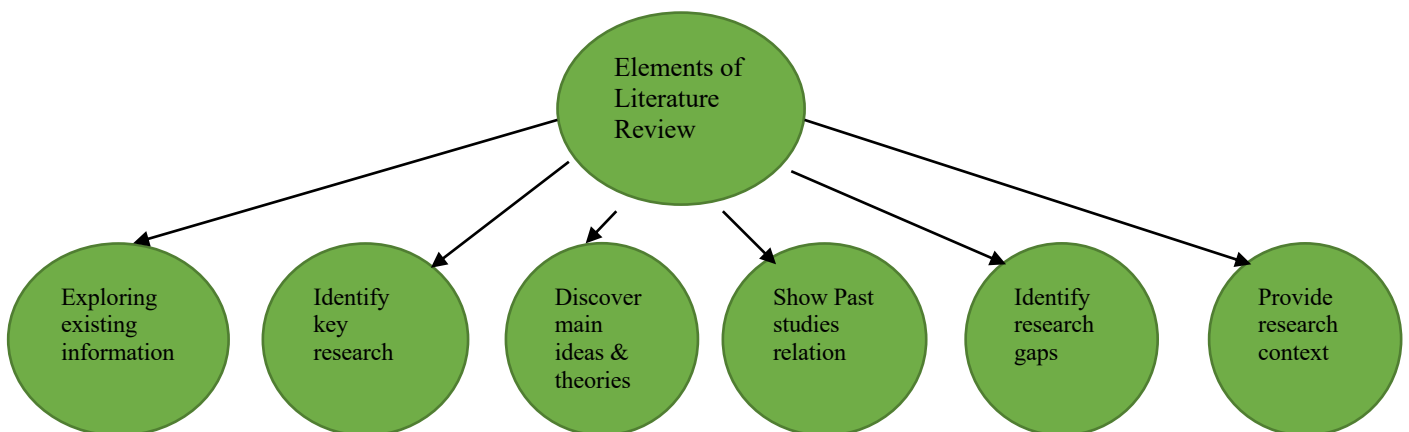 Elements of
Literature
Review
Exploring
existing
information
Identify
key
research
Discover
main
ideas &
theories
Show Past
studies
relation
Identify
research
gaps
Provide
research
context